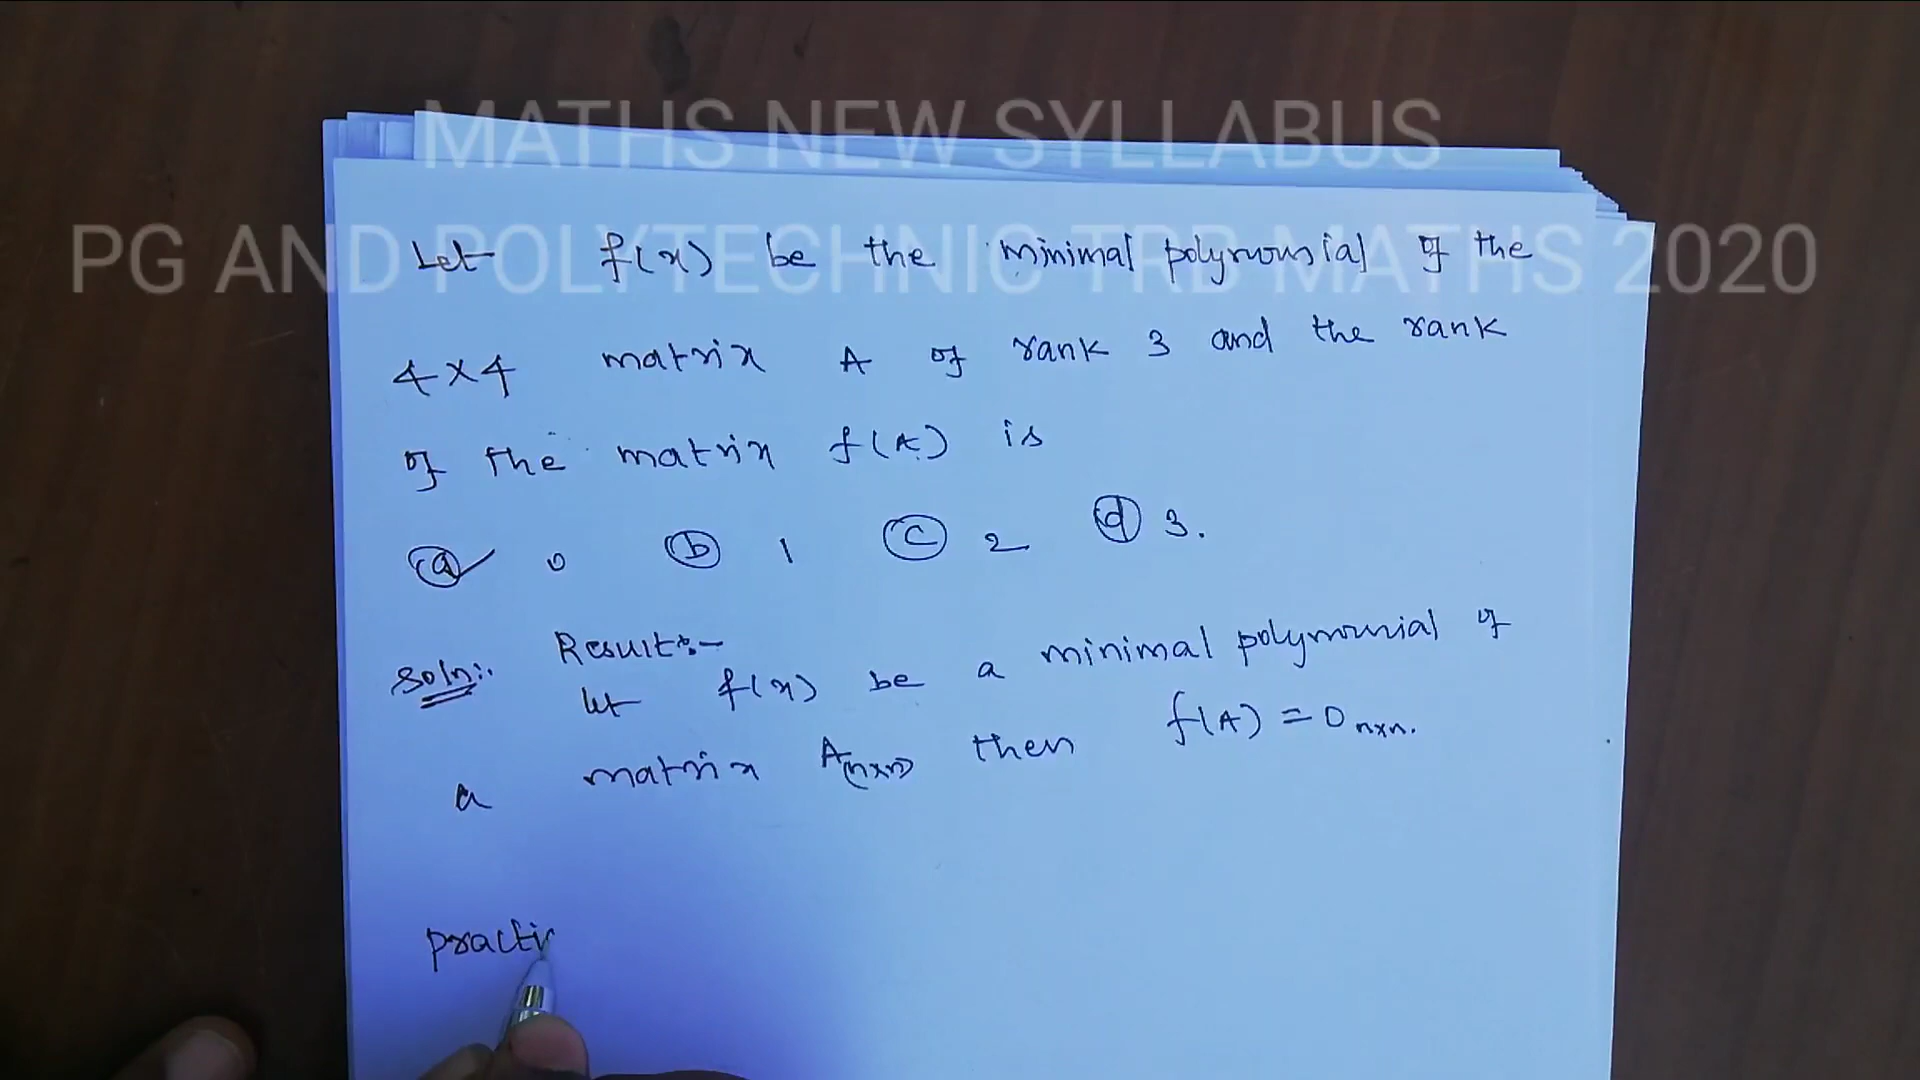 MATHS NEW SYLLABUS
PG AND POLYTECHNIC TRB MATHS 2020
Let f(x) be the minimal polynomial of the
4×4 matrix A of rank 3 and the rank
of the matrix f(A) is
(a)✓ 0 (b) 1 (c) 2 (d) 3.
Soln:. Result:-
let f(x) be a minimal polynomial of
a matrix A(n×n) then f(A) = 0 n×n.
practi